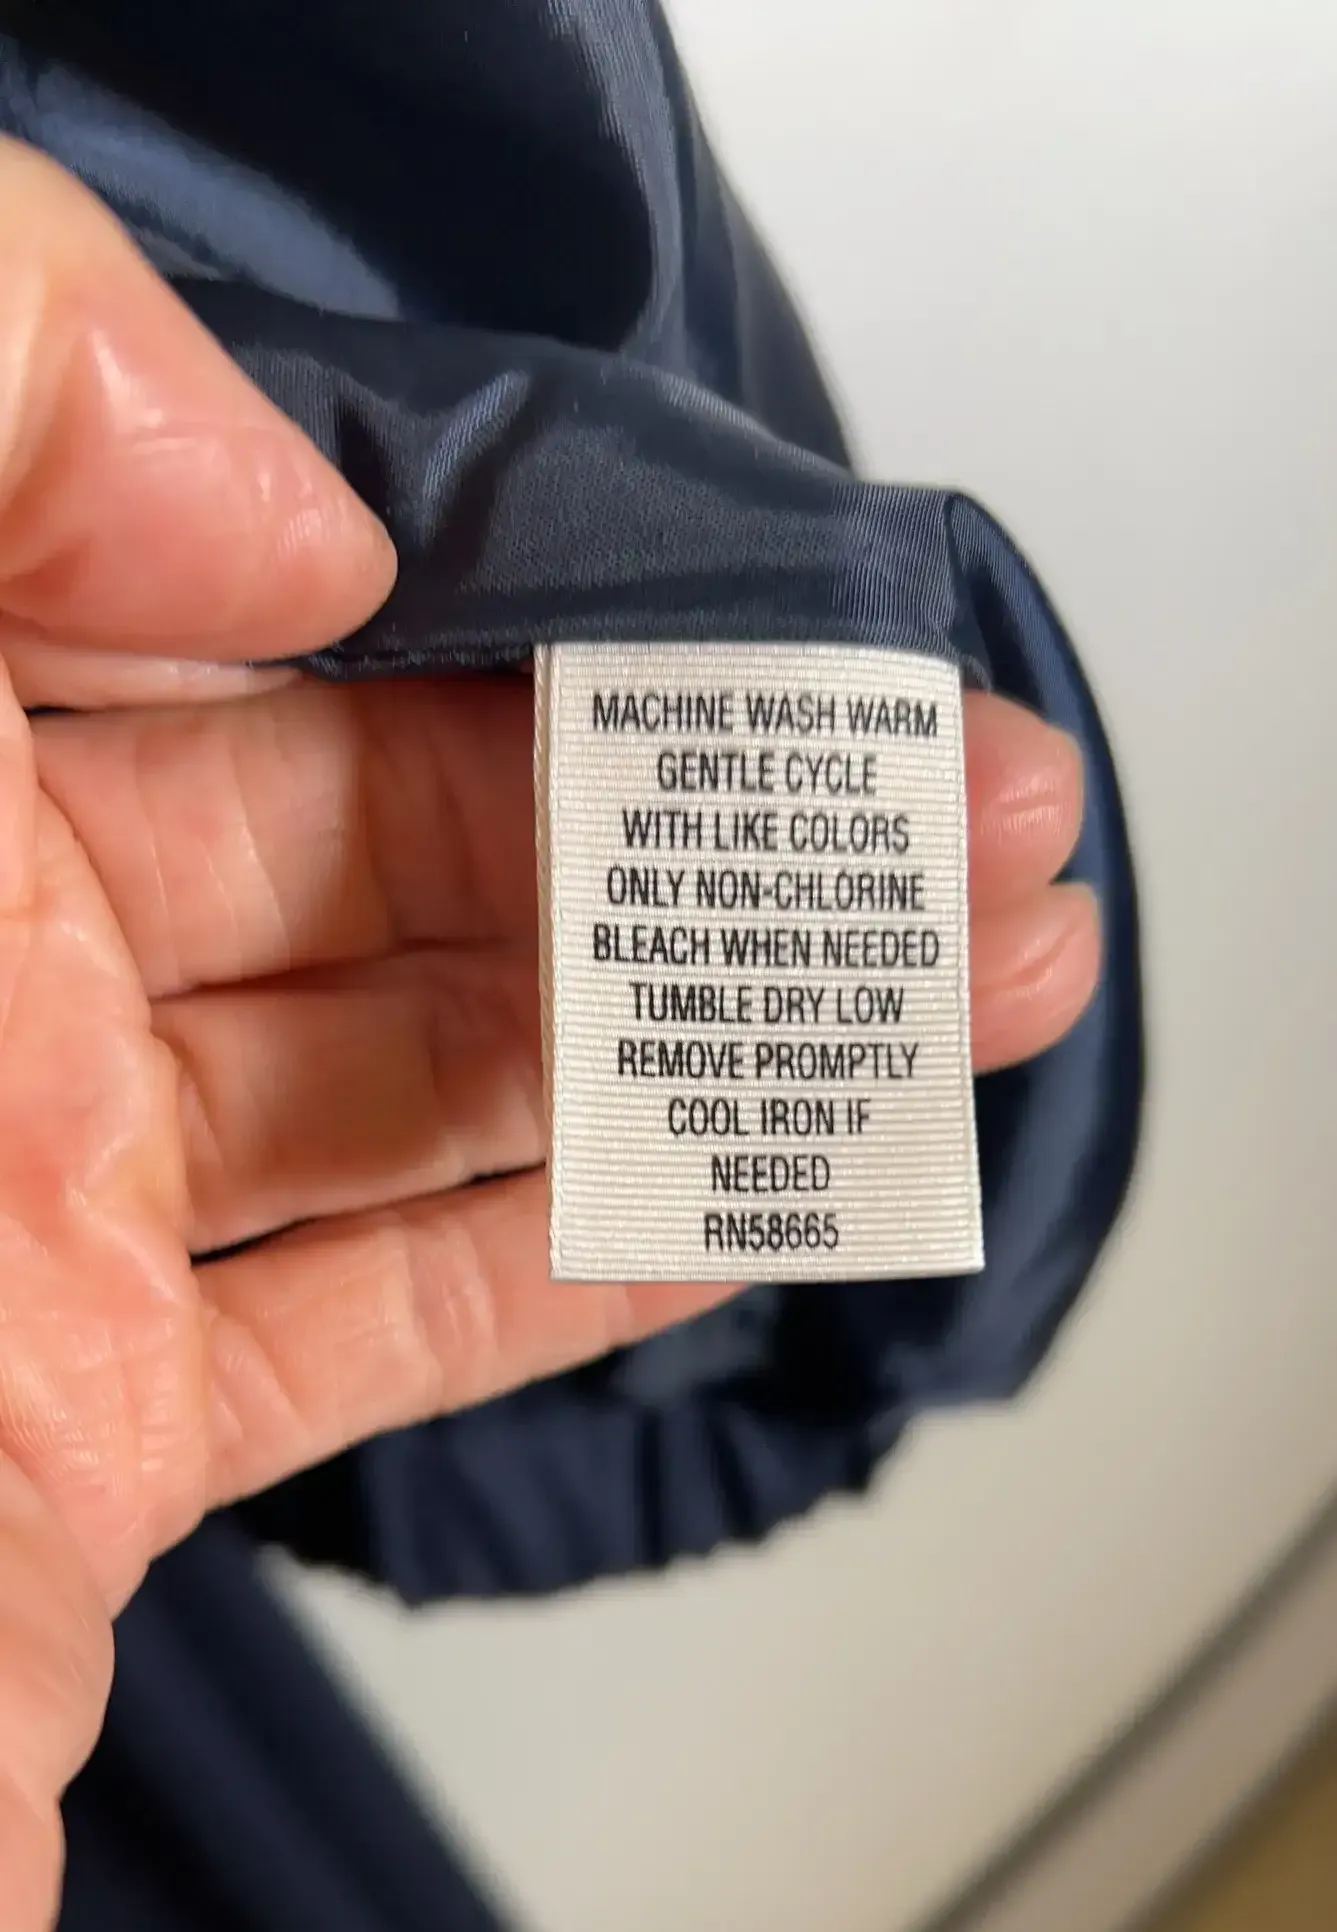 MACHINE WASH WARM
GENTLE CYCLE
WITH LIKE COLORS
ONLY NON-CHLORINE
BLEACH WHEN NEEDED
TUMBLE DRY LOW
REMOVE PROMPTLY
COOL IRON IF
NEEDED
RN58665